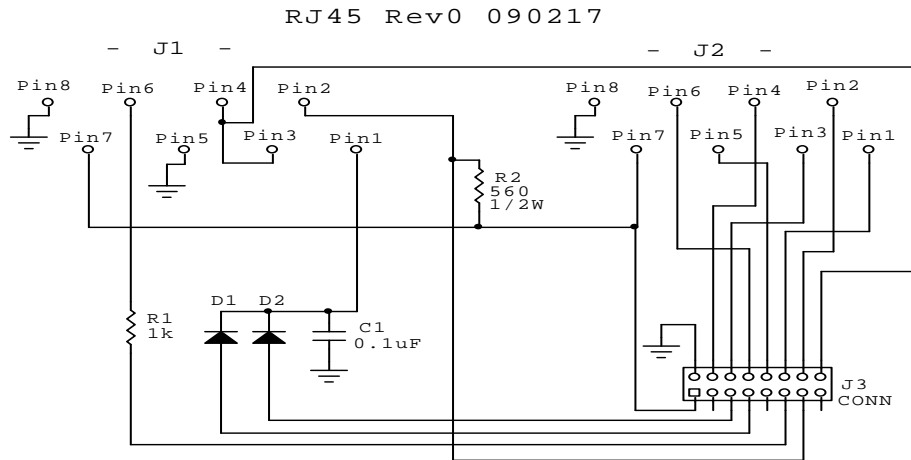 RJ45 Rev0 090217
- J1 -
- J2 -
Pin8 Pin6 Pin4 Pin2
Pin7 Pin5 Pin3 Pin1
Pin8 Pin6 Pin4 Pin2
Pin7 Pin5 Pin3 Pin1
R2
560
1/2W
D1 D2
R1
1k
C1
0.1uF
J3
CONN